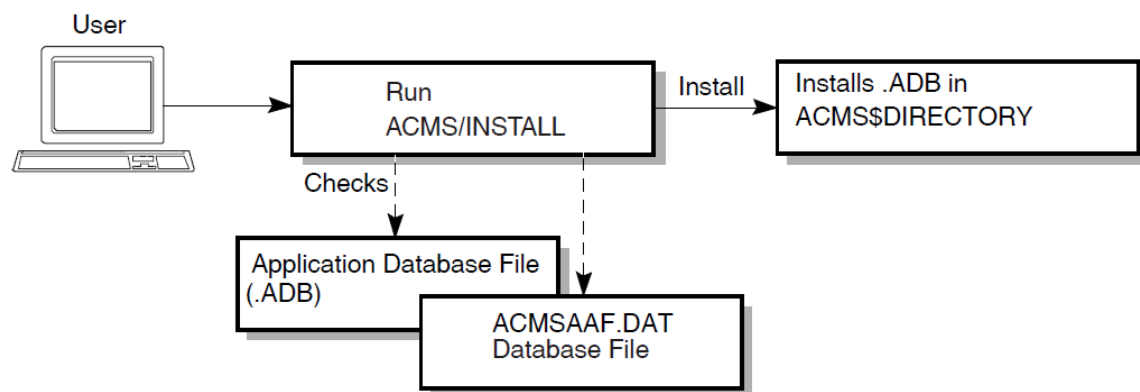 User
Run
ACMS/INSTALL
Install
Installs .ADB in
ACMS$DIRECTORY
Checks
Application Database File
(.ADB)
ACMSAAF.DAT
Database File